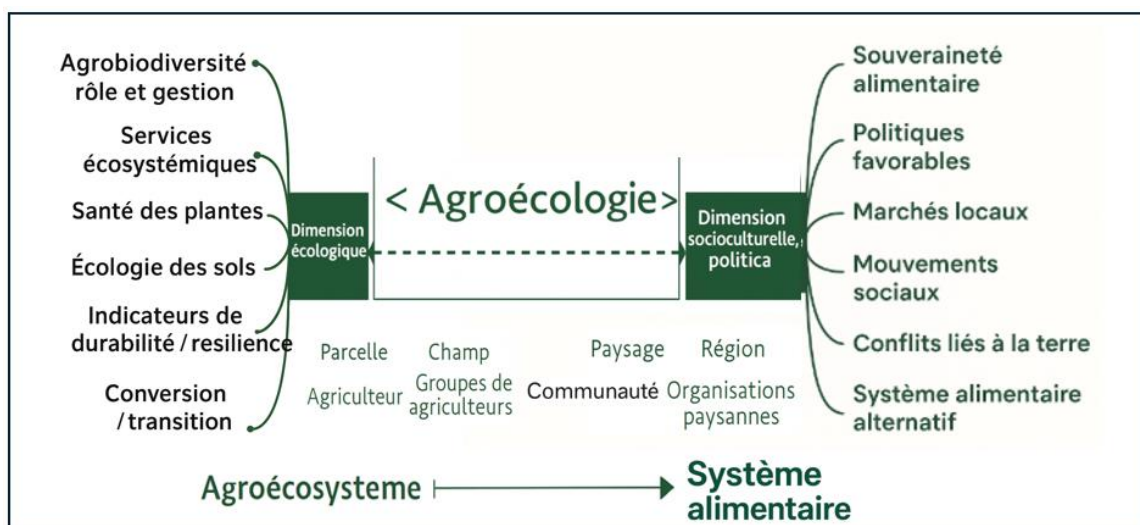 Agrobiodiversité
rôle et gestion
Services
écosystémiques
Santé des plantes
Écologie des sols
Indicateurs de
durabilité / resilience
Conversion
/ transition
Dimension
écologique
< Agroécologie >
Dimension
socioculturelle,
politica
Souveraineté
alimentaire
Politiques
favorables
Marchés locaux
Mouvements
sociaux
Conflits liés à la terre
Système alimentaire
alternatif
Parcelle
Champ
Paysage
Région
Agriculteur
Groupes de
agriculteurs
Communauté
Organisations
paysannes
Agroécosysteme
Système
alimentaire